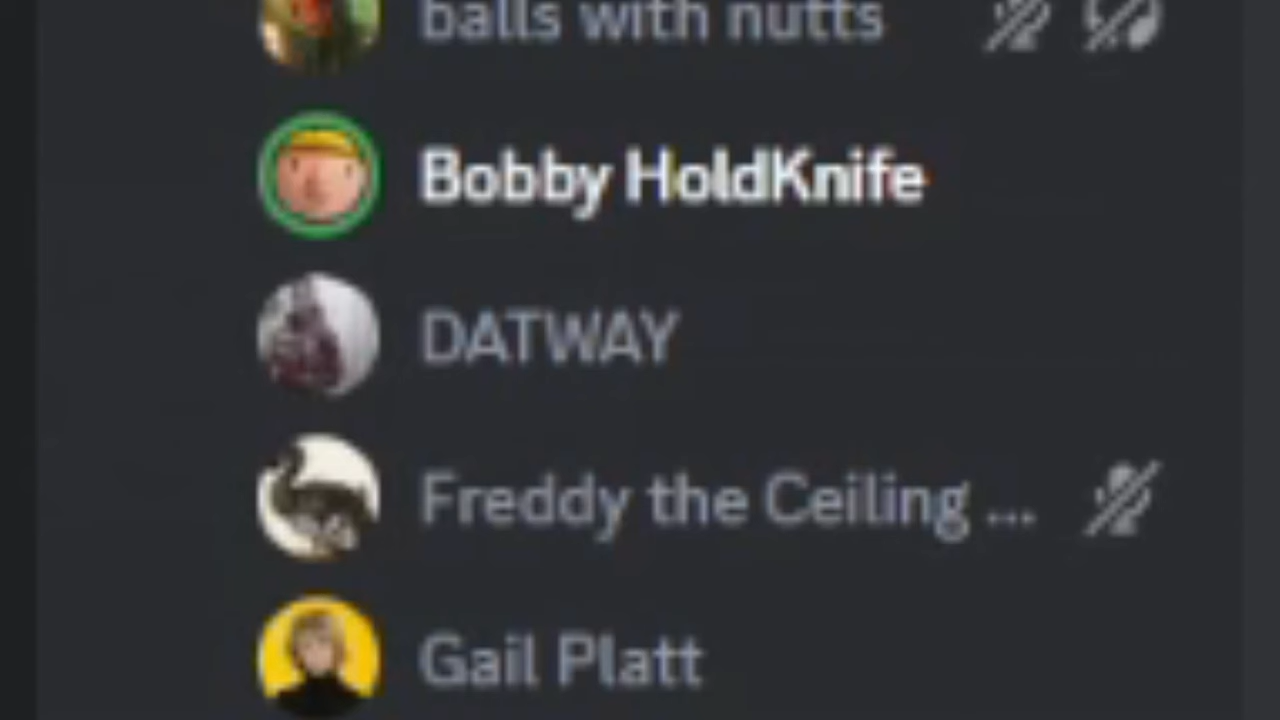 balls with nutts
Bobby HoldKnife
DATWAY
Freddy the Ceiling ...
Gail Platt